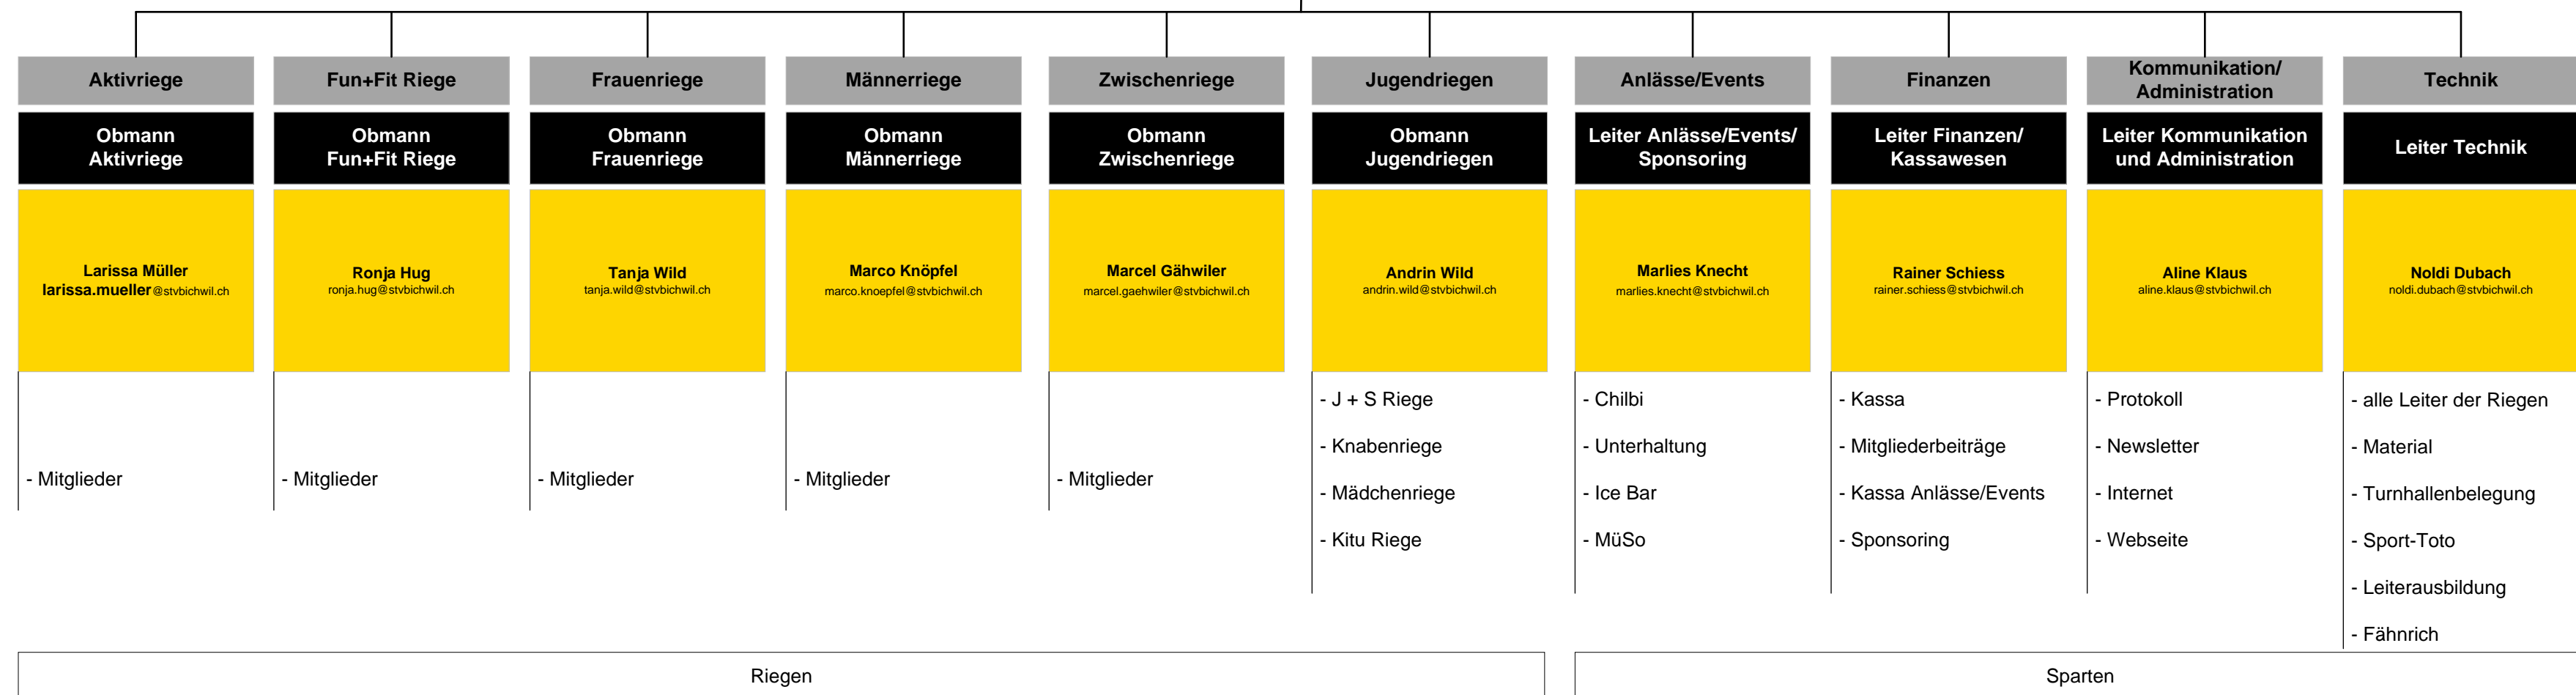 Aktivriege
Obmann
Aktivriege
Larissa Müller
larissa.mueller@stvbichwil.ch
- Mitglieder
Fun+Fit Riege
Obmann
Fun+Fit Riege
Ronja Hug
ronja.hug@stvbichwil.ch
- Mitglieder
Frauenriege
Obmann
Frauenriege
Tanja Wild
tanja.wild@stvbichwil.ch
- Mitglieder
Männerriege
Obmann
Männerriege
Marco Knöpfel
marco.knoepfel@stvbichwil.ch
- Mitglieder
Zwischenriege
Obmann
Zwischenriege
Marcel Gähwiler
marcel.gaehwiler@stvbichwil.ch
- Mitglieder
Jugendriegen
Obmann
Jugendriegen
Andrin Wild
andrin.wild@stvbichwil.ch
- J + S Riege
- Knabenriege
- Mädchenriege
- Kitu Riege
Anlässe/Events
Leiter Anlässe/Events/
Sponsoring
Marlies Knecht
marlies.knecht@stvbichwil.ch
- Chilbi
- Unterhaltung
- Ice Bar
- MüSo
Finanzen
Leiter Finanzen/
Kassawesen
Rainer Schiess
rainer.schiess@stvbichwil.ch
- Kassa
- Mitgliederbeiträge
- Kassa Anlässe/Events
- Sponsoring
Kommunikation/
Administration
Leiter Kommunikation
und Administration
Aline Klaus
aline.klaus@stvbichwil.ch
- Protokoll
- Newsletter
- Internet
- Webseite
Technik
Leiter Technik
Noldi Dubach
noldi.dubach@stvbichwil.ch
- alle Leiter der Riegen
- Material
- Turnhallenbelegung
- Sport-Toto
- Leiterausbildung
- Fähnrich
Riegen
Sparten